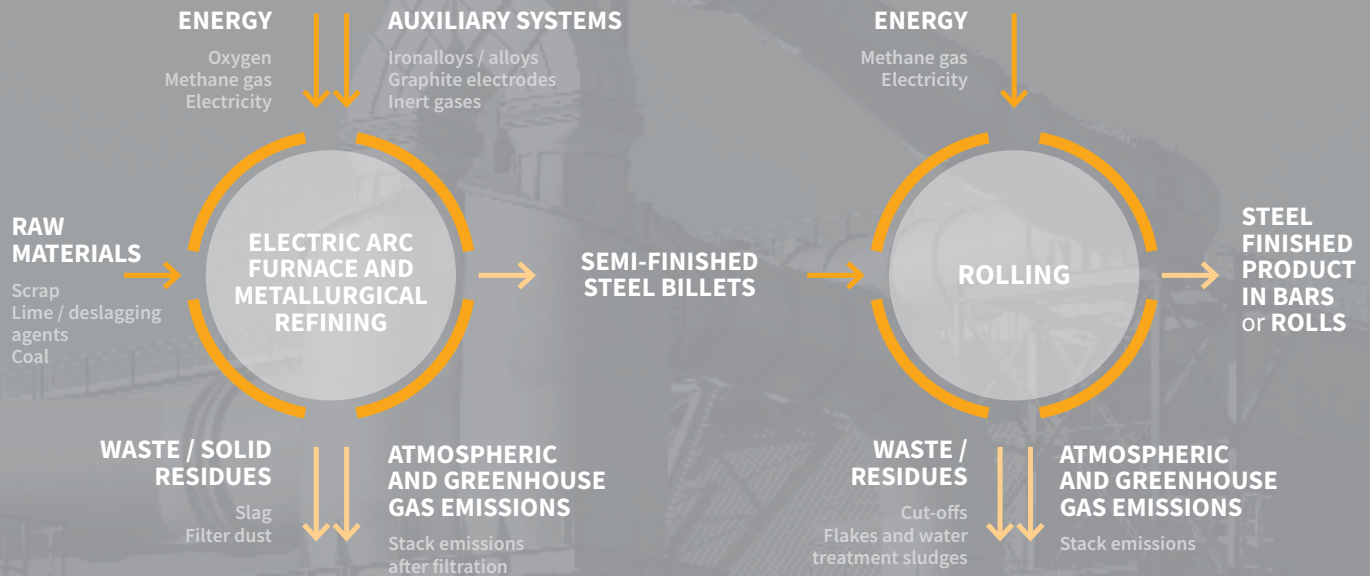 ENERGY
Oxygen
Methane gas
Electricity
AUXILIARY SYSTEMS
Ironalloys / alloys
Graphite electrodes
Inert gases
ENERGY
Methane gas
Electricity
RAW
MATERIALS
Scrap
Lime / deslagging
agents
Coal
ELECTRIC ARC
FURNACE AND
METALLURGICAL
REFINING
SEMI-FINISHED
STEEL BILLETS
ROLLING
STEEL
FINISHED
PRODUCT
IN BARS
or ROLLS
WASTE / SOLID
RESIDUES
Slag
Filter dust
ATMOSPHERIC
AND GREENHOUSE
GAS EMISSIONS
Stack emissions
after filtration
WASTE /
RESIDUES
Cut-offs
Flakes and water
treatment sludges
ATMOSPHERIC
AND GREENHOUSE
GAS EMISSIONS
Stack emissions